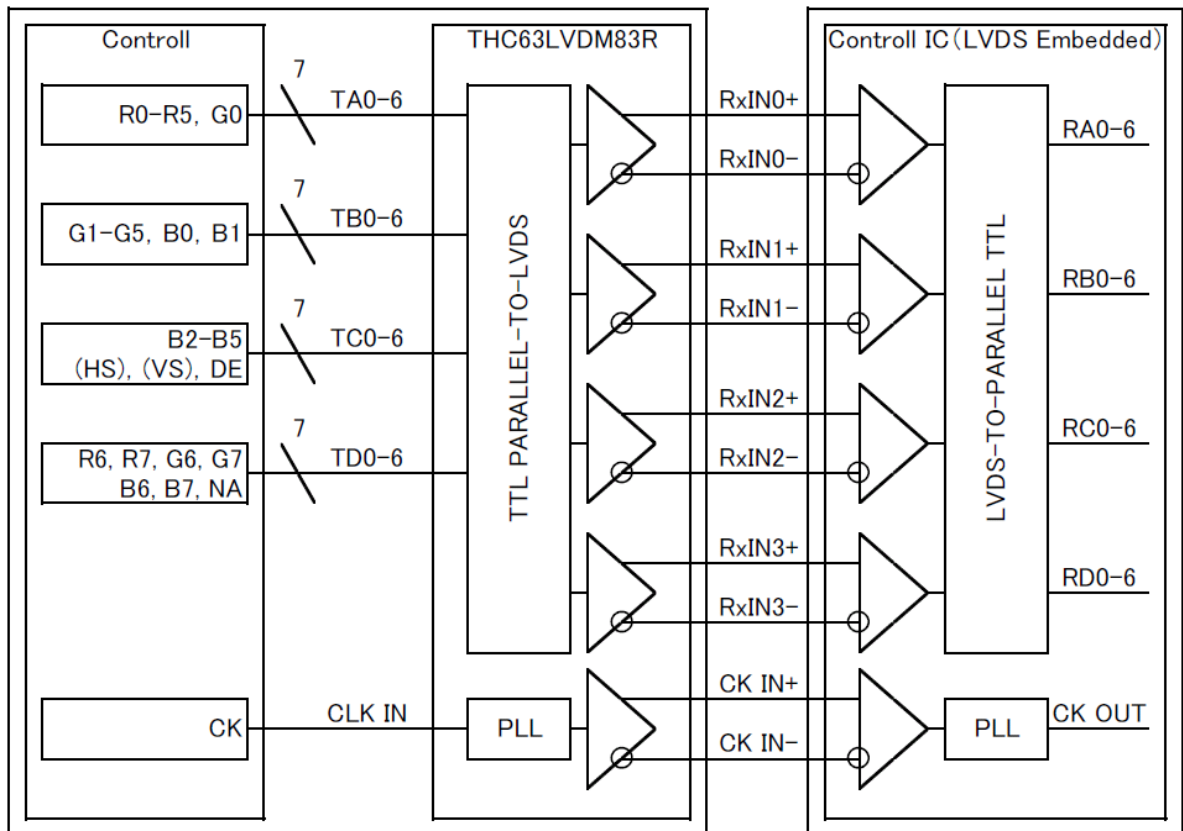 Controll
THC63LVDM83R
Controll IC(LVDS Embedded)
7
TA0-6
R0-R5, G0
RxIN0+
RxIN0-
RA0-6
7
TB0-6
G1-G5, B0, B1
RxIN1+
RxIN1-
RB0-6
7
TC0-6
B2-B5
(HS), (VS), DE
RxIN2+
RxIN2-
RC0-6
7
TD0-6
R6, R7, G6, G7
B6, B7, NA
RxIN3+
RxIN3-
RD0-6
TTL PARALLEL-TO-LVDS
LVDS-TO-PARALLEL TTL
CK
CLK IN
PLL
CK IN+
CK IN-
PLL
CK OUT